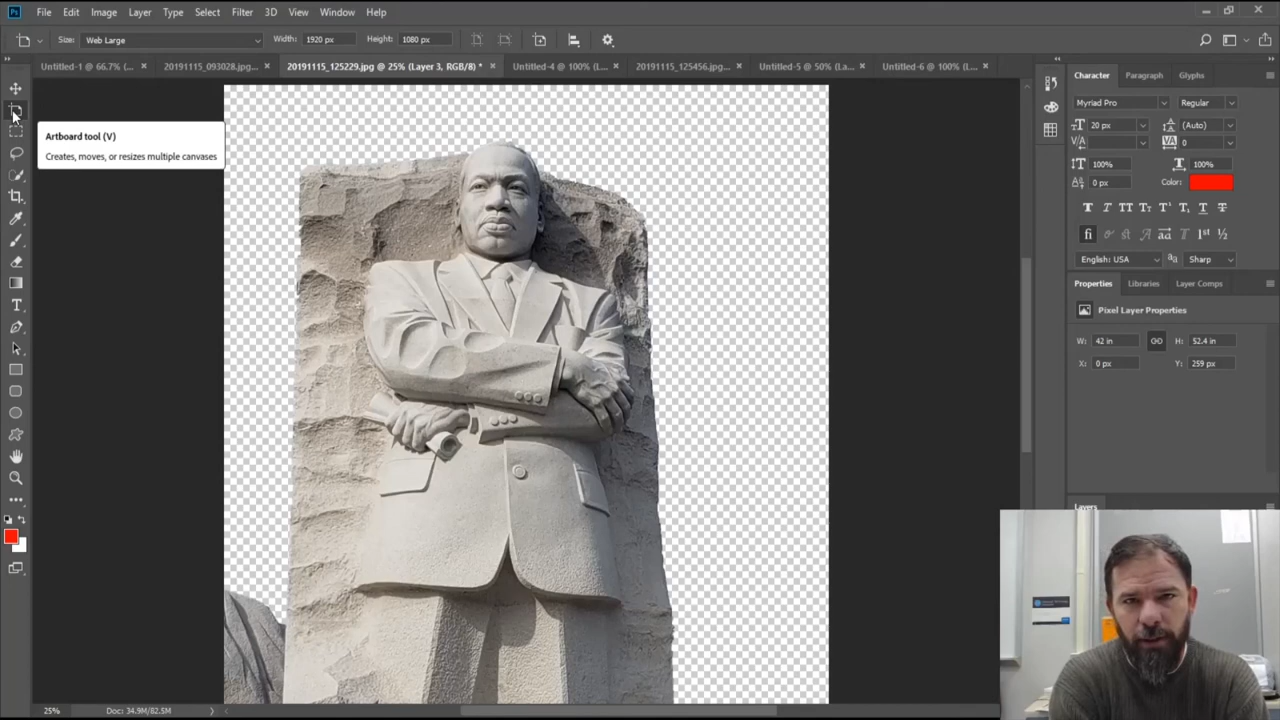 Ps File Edit Image Layer Type Select Filter 3D View Window Help
Size: Web Large Width: 1920 px Height: 1080 px
Untitled-1 @ 66.7% (... × 20191115_093028.jpg... × 20191115_125229.jpg @ 25% (Layer 3, RGB/8) * × Untitled-4 @ 100% (L... × 20191115_125456.jpg... × Untitled-5 @ 50% (La... × Untitled-6 @ 100% (L... ×
Character Paragraph Glyphs
Myriad Pro Regular
20 px (Auto)
0
100% 100%
0 px Color:
English: USA Sharp
Properties Libraries Layer Comps
Pixel Layer Properties
W: 42 in H: 52.4 in
X: 0 px Y: 259 px
Layers
Artboard tool (V)
Creates, moves, or resizes multiple canvases
25% Doc: 34.9M/82.5M